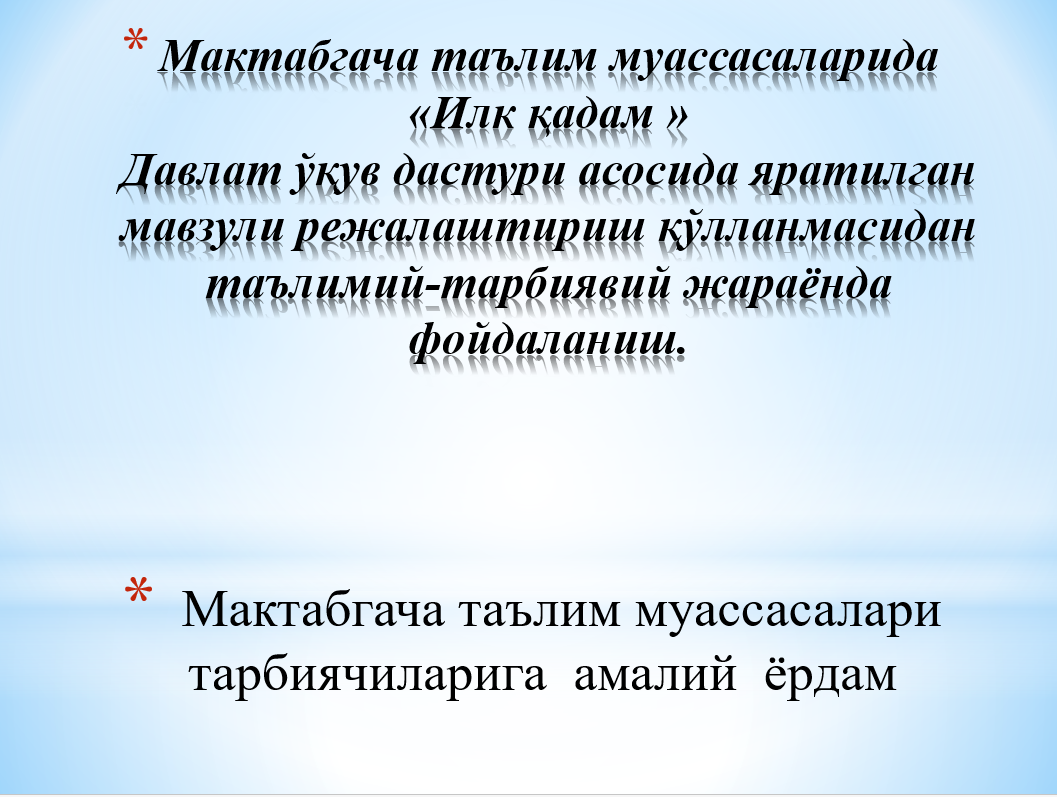 * Мактабгача таълим муассасаларида
«Илк қадам »
Давлат ўқув дастури асосида яратилган
мавзули режалаштириш қўлланмасидан
таълимий-тарбиявий жараёнда
фойдаланиш.
* Мактабгача таълим муассасалари
тарбиячиларига амалий ёрдам